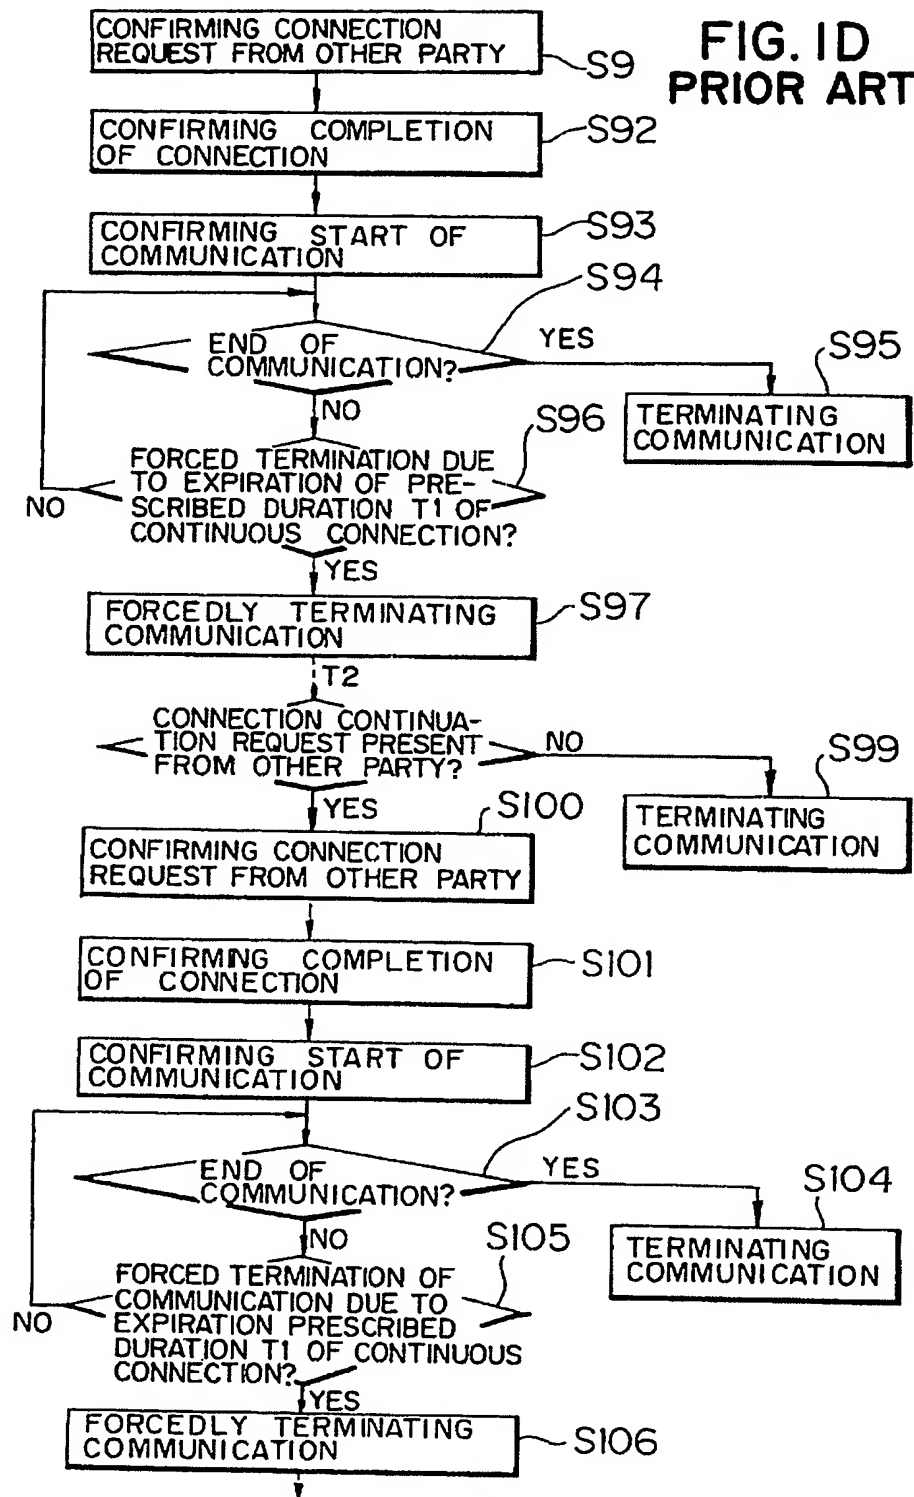 FIG. 1D
PRIOR ART
CONFIRMING CONNECTION
REQUEST FROM OTHER PARTY
S9
CONFIRMING COMPLETION
OF CONNECTION
S92
CONFIRMING START OF
COMMUNICATION
S93
S94
END OF
COMMUNICATION?
YES
S95
TERMINATING
COMMUNICATION
NO
S96
FORCED TERMINATION DUE
TO EXPIRATION OF PRE-
SCRIBED DURATION T1 OF
CONTINUOUS CONNECTION?
NO
YES
FORCEDLY TERMINATING
COMMUNICATION
S97
T2
CONNECTION CONTINUA-
TION REQUEST PRESENT
FROM OTHER PARTY?
NO
S99
TERMINATING
COMMUNICATION
YES
S100
CONFIRMING CONNECTION
REQUEST FROM OTHER PARTY
CONFIRMING COMPLETION
OF CONNECTION
S101
CONFIRMING START OF
COMMUNICATION
S102
S103
END OF
COMMUNICATION?
YES
S104
TERMINATING
COMMUNICATION
NO
S105
FORCED TERMINATION OF
COMMUNICATION DUE TO
EXPIRATION PRESCRIBED
DURATION T1 OF CONTINUOUS
CONNECTION?
NO
YES
FORCEDLY TERMINATING
COMMUNICATION
S106